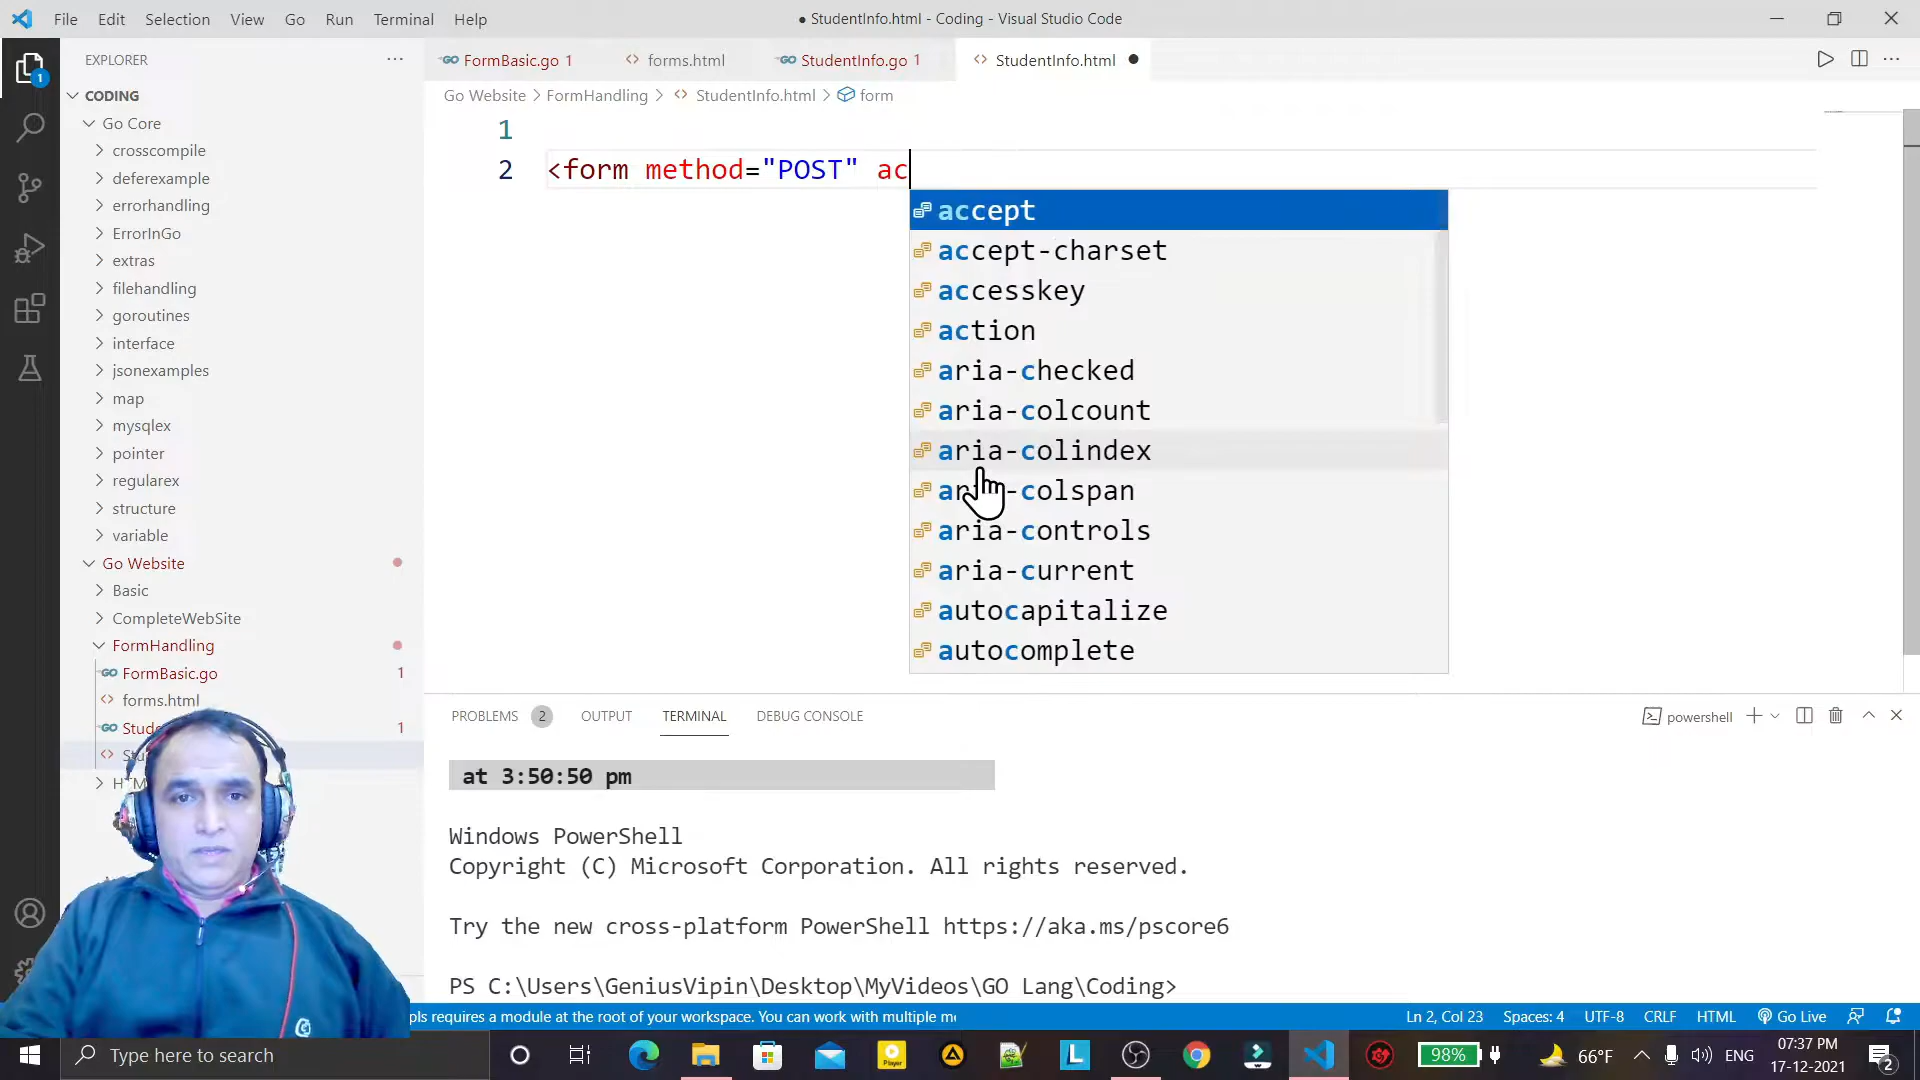 File Edit Selection View Go Run Terminal Help
● StudentInfo.html - Coding - Visual Studio Code
EXPLORER
FormBasic.go 1
forms.html
StudentInfo.go 1
StudentInfo.html
CODING
Go Website > FormHandling > StudentInfo.html > form
Go Core
crosscompile
deferexample
errorhandling
ErrorInGo
extras
filehandling
goroutines
interface
jsonexamples
map
mysqlex
pointer
regularex
structure
variable
Go Website
Basic
CompleteWebSite
FormHandling
FormBasic.go 1
forms.html
1
1
2 <form method="POST" ac
accept
accept-charset
accesskey
action
aria-checked
aria-colcount
aria-colindex
aria-colspan
aria-controls
aria-current
autocapitalize
autocomplete
PROBLEMS 2 OUTPUT TERMINAL DEBUG CONSOLE
powershell
at 3:50:50 pm
Windows PowerShell
Copyright (C) Microsoft Corporation. All rights reserved.
Try the new cross-platform PowerShell https://aka.ms/pscore6
PS C:\Users\GeniusVipin\Desktop\MyVideos\GO Lang\Coding>
requires a module at the root of your workspace. You can work with multiple
Ln 2, Col 23 Spaces: 4 UTF-8 CRLF HTML Go Live
Type here to search
98%
66°F
ENG
07:37 PM
17-12-2021
2